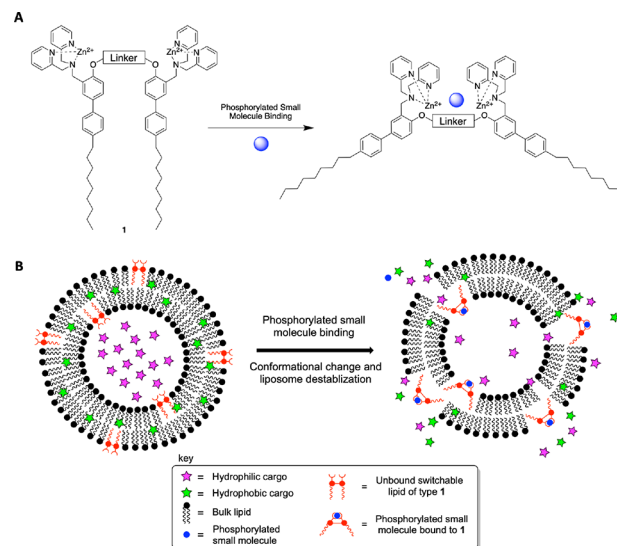 A
Zn2+
N
N
N
O
Linker
O
Zn2+
N
N
N
Phosphorylated Small
Molecule Binding
1
N
N
N
Zn2+
O
Linker
O
N
N
N
Zn2+
B
Phosphorylated small
molecule binding
Conformational change and
liposome destablization
key
= Hydrophilic cargo
= Hydrophobic cargo
= Bulk lipid
= Phosphorylated
small molecule
= Unbound switchable
lipid of type 1
= Phosphorylated small
molecule bound to 1